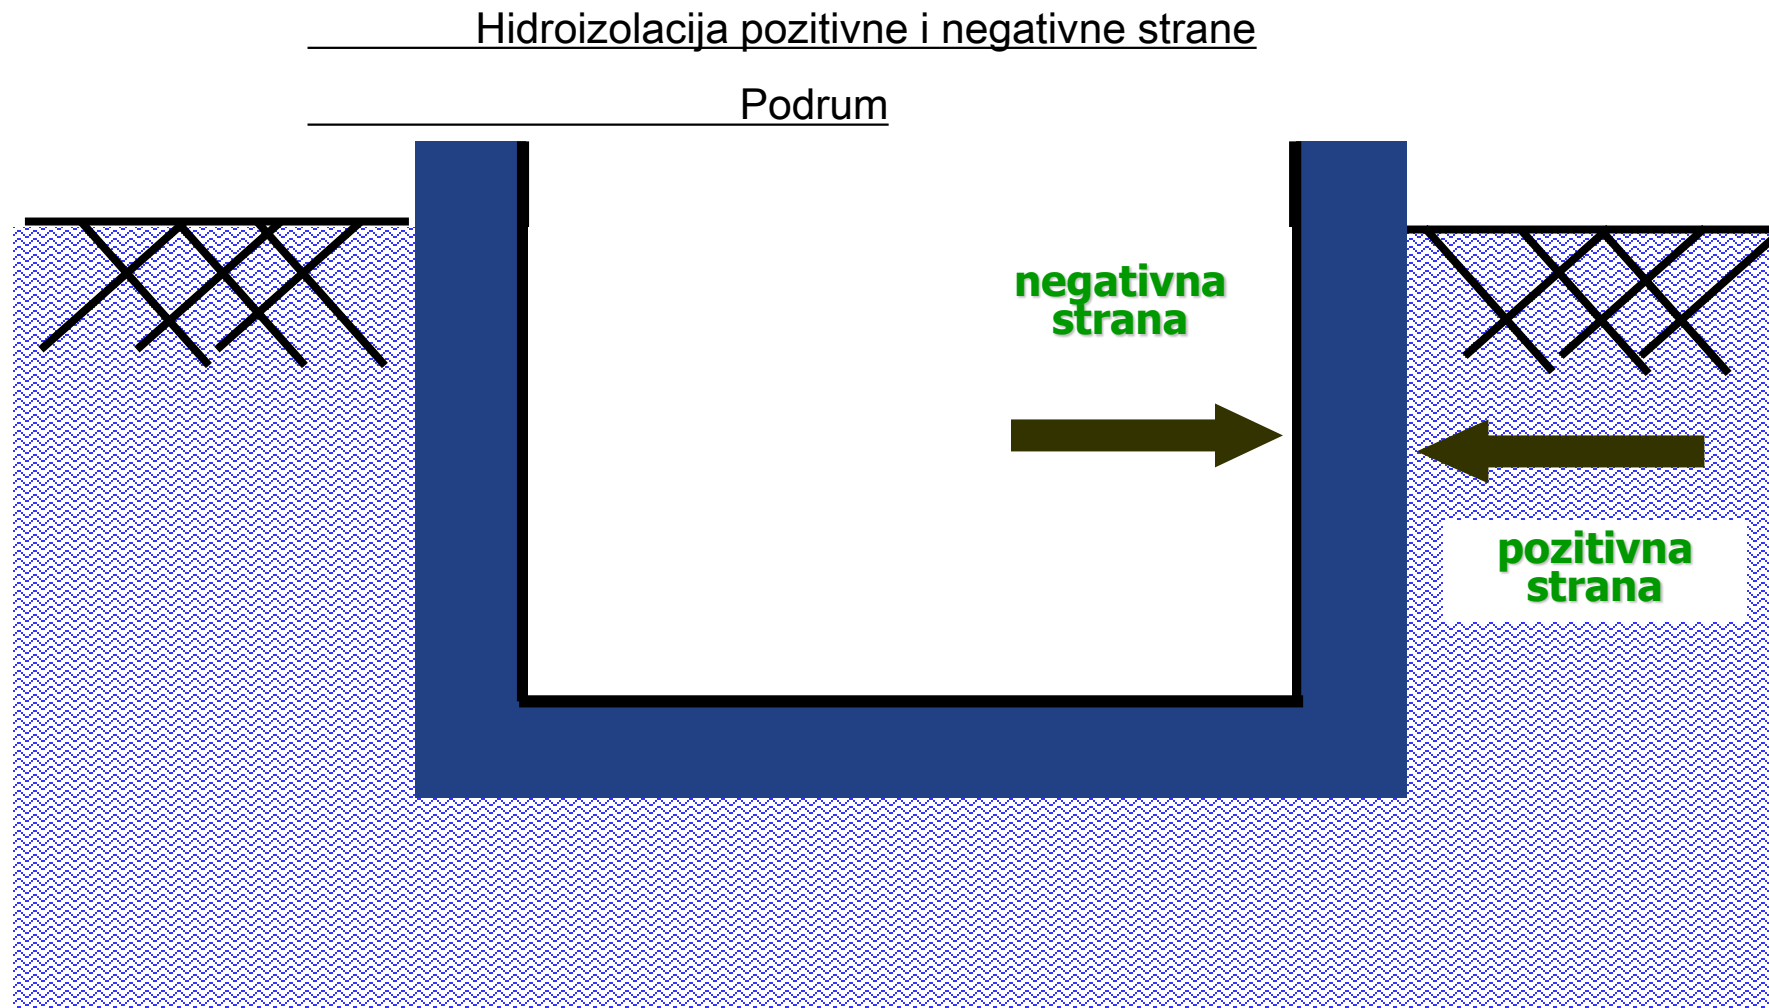 Hidroizolacija pozitivne i negativne strane
Podrum
negativna
strana
pozitivna
strana